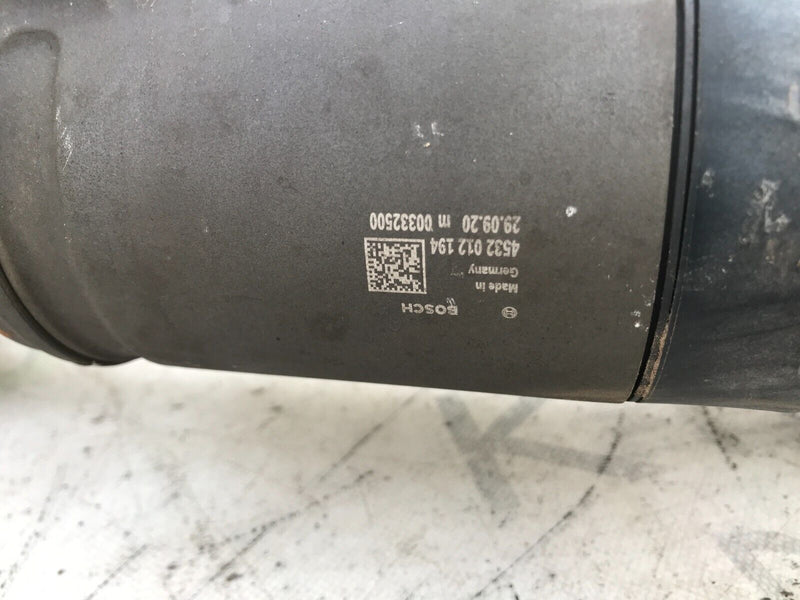 BOSCH
Made in
Germany
4532 012 194
29.09.20 m 00332500